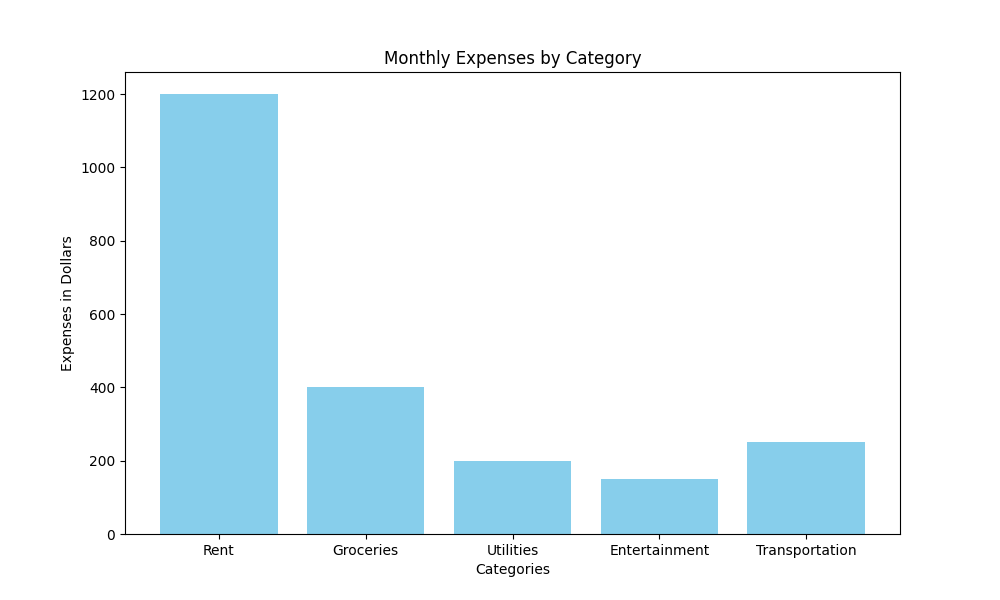 Monthly Expenses by Category
Expenses in Dollars
1200
1000
800
600
400
200
0
Rent Groceries Utilities Entertainment Transportation
Categories